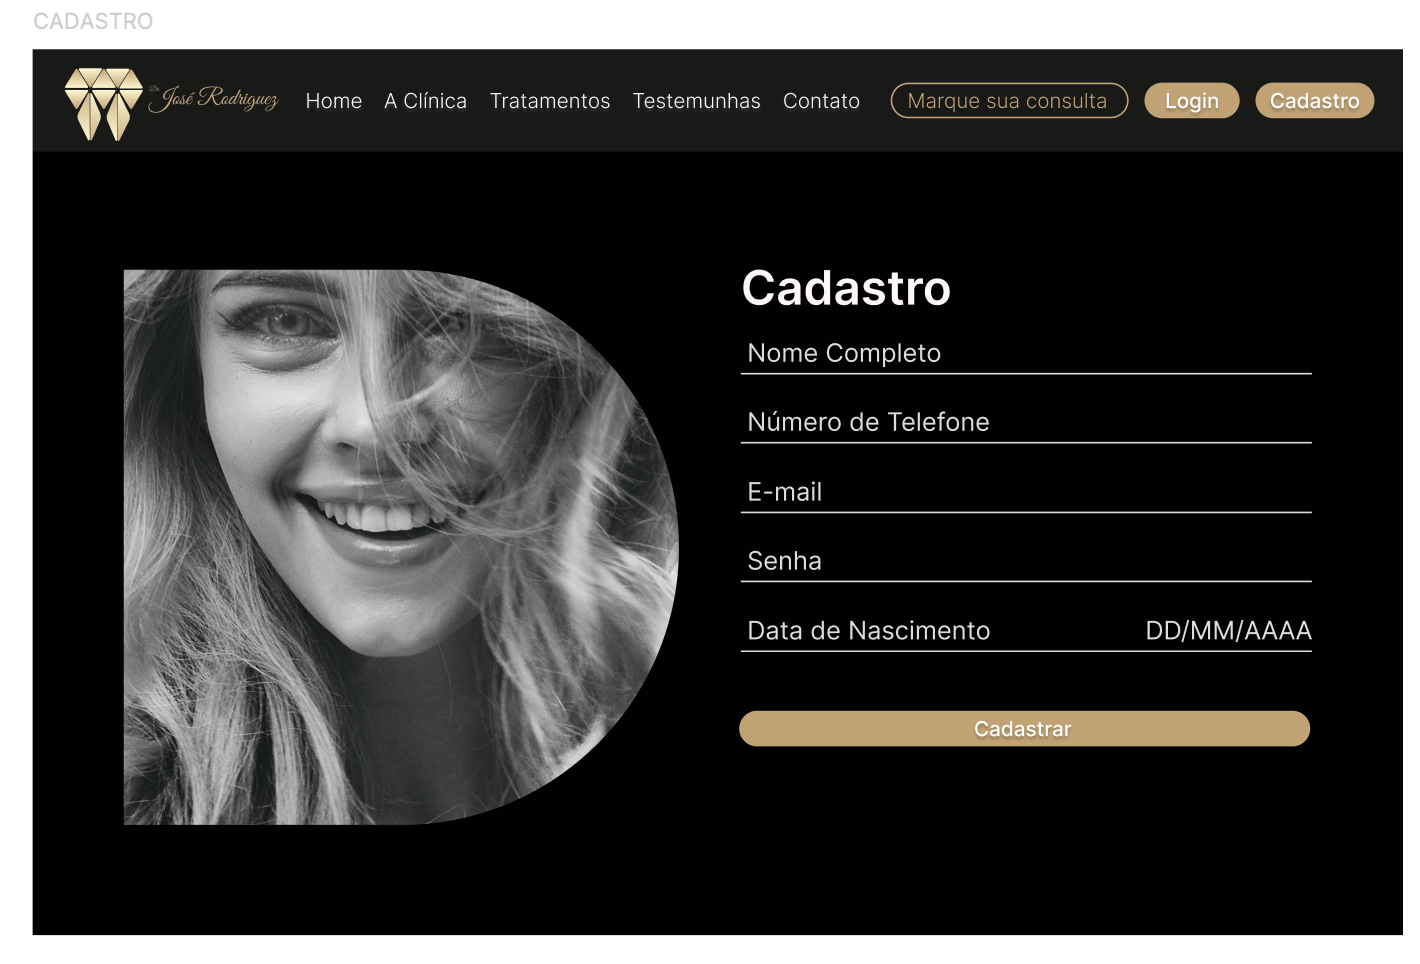 CADASTRO
Dr. José Rodriguez
Home A Clínica Tratamentos Testemunhas Contato Marque sua consulta Login Cadastro
Cadastro
Nome Completo
Número de Telefone
E-mail
Senha
Data de Nascimento DD/MM/AAAA
Cadastrar